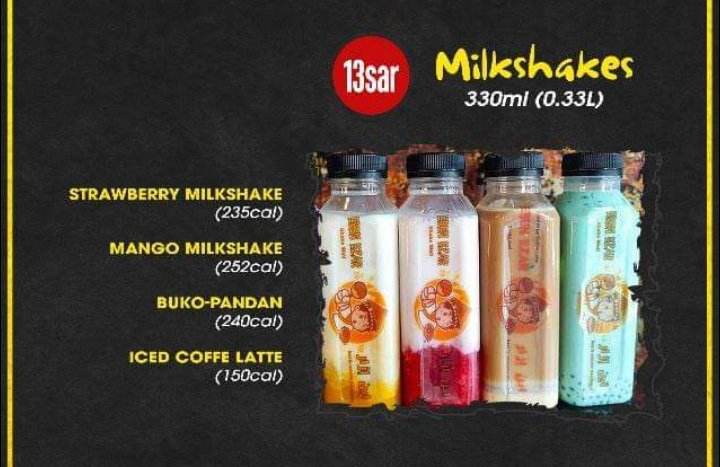 13sar
Milkshakes
330ml (0.33L)
STRAWBERRY MILKSHAKE
(235cal)
MANGO MILKSHAKE
(252cal)
BUKO-PANDAN
(240cal)
ICED COFFE LATTE
(150cal)